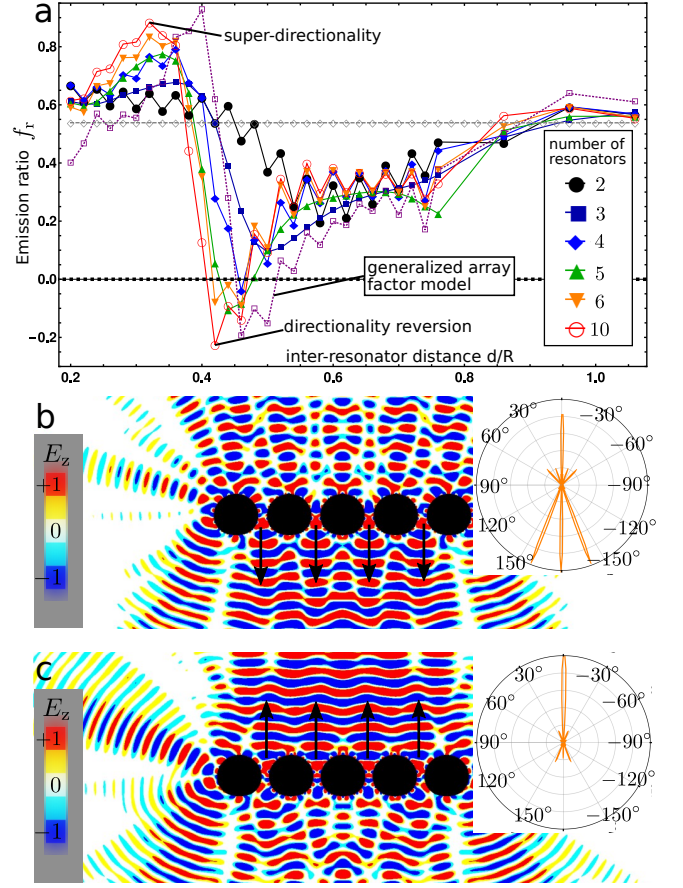 a
super-directionality
0.8
0.6
0.4
0.2
0.0
−0.2
Emission ratio fr
number of
resonators
2
3
4
5
6
10
generalized array
factor model
directionality reversion
inter-resonator distance d/R
0.2 0.4 0.6 0.8 1.0
b
Ez
+1
0
−1
30° −30°
60° −60°
90° −90°
120° −120°
150° −150°
c
Ez
+1
0
−1
30° −30°
60° −60°
90° −90°
120° −120°
150° −150°